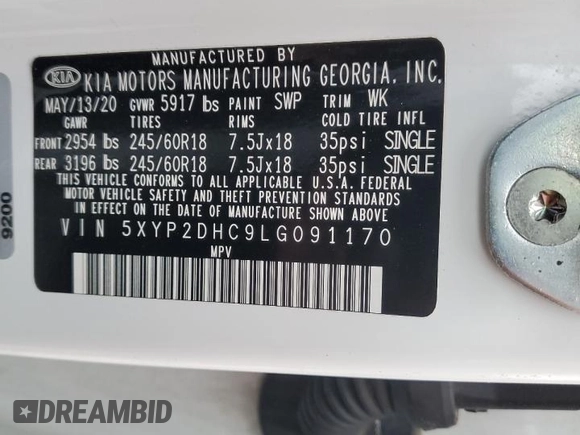 MANUFACTURED BY
KIA KIA MOTORS MANUFACTURING GEORGIA, INC.
MAY/13/20 GVWR 5917 lbs PAINT SWP TRIM WK
GAWR TIRES RIMS COLD TIRE INFL
FRONT 2954 lbs 245/60R18 7.5Jx18 35psi SINGLE
REAR 3196 lbs 245/60R18 7.5Jx18 35psi SINGLE
THIS VEHICLE CONFORMS TO ALL APPLICABLE U.S.A. FEDERAL
MOTOR VEHICLE SAFETY AND THEFT PREVENTION STANDARDS
IN EFFECT ON THE DATE OF MANUFACTURE SHOWN ABOVE.
VIN 5XYP2DHC9LG091170
MPV
9200
DREAMBID